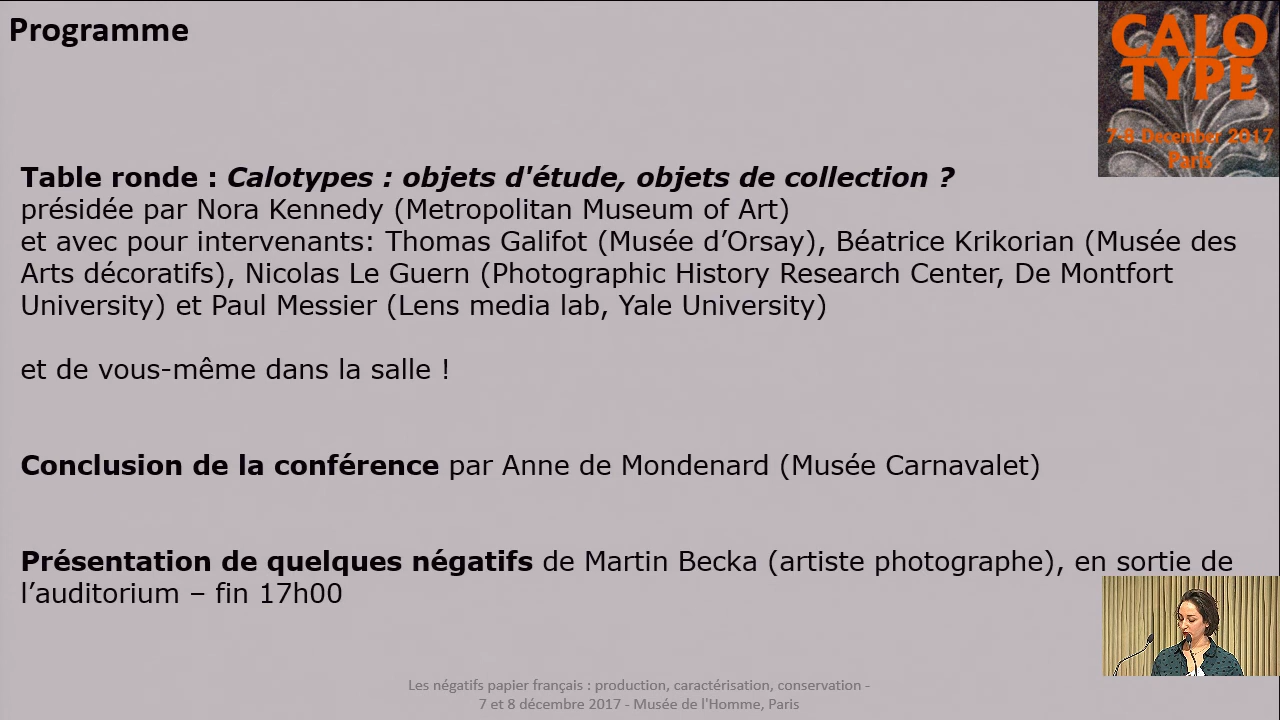 Programme
CALO
TYPE
7-8 Décember 2017
Paris
Table ronde : Calotypes : objets d'étude, objets de collection ?
présidée par Nora Kennedy (Metropolitan Museum of Art)
et avec pour intervenants: Thomas Galifot (Musée d’Orsay), Béatrice Krikorian (Musée des
Arts décoratifs), Nicolas Le Guern (Photographic History Research Center, De Montfort
University) et Paul Messier (Lens media lab, Yale University)
et de vous-même dans la salle !
Conclusion de la conférence par Anne de Mondenard (Musée Carnavalet)
Présentation de quelques négatifs de Martin Becka (artiste photographe), en sortie de
l’auditorium – fin 17h00
Les négatifs papier français : production, caractérisation, conservation -
7 et 8 décembre 2017 - Musée de l'Homme, Paris